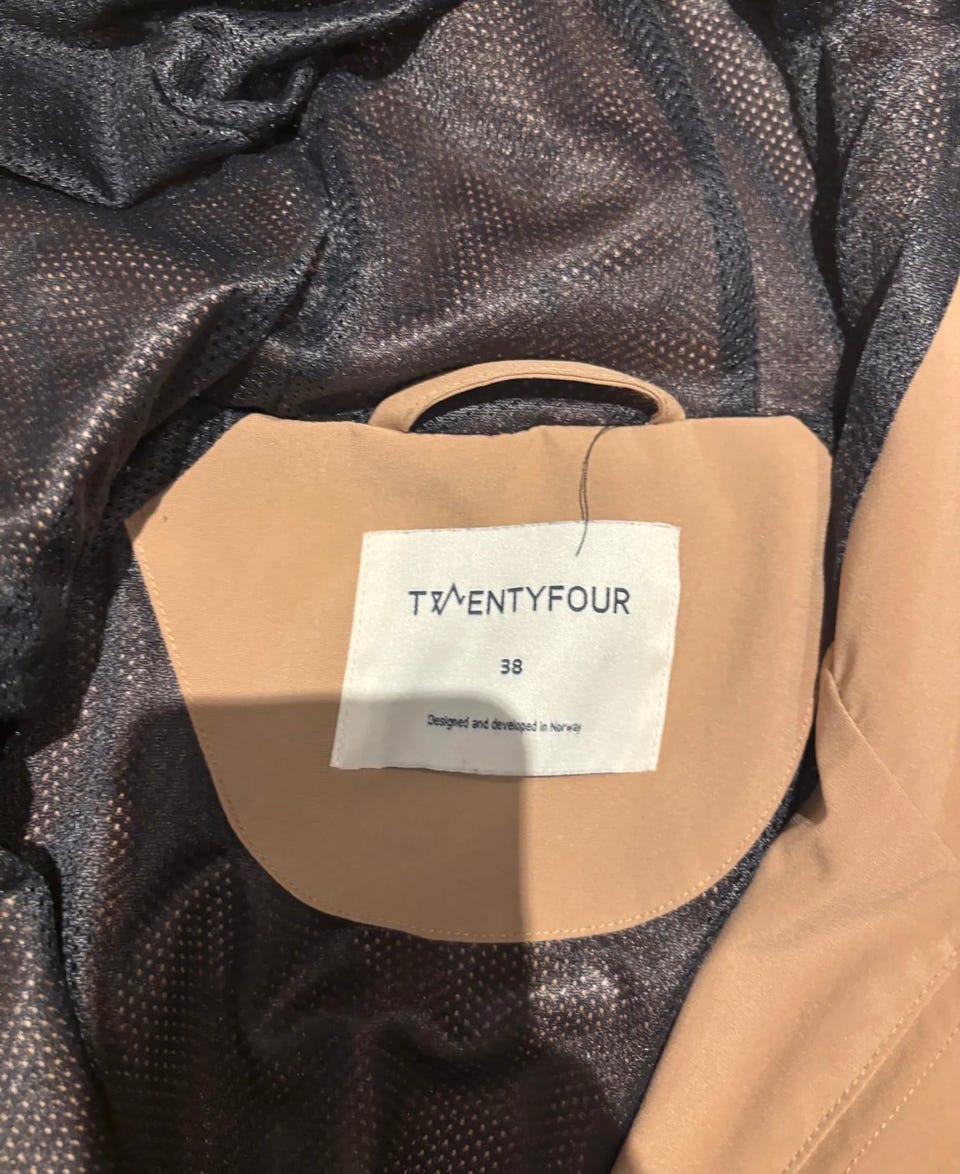 TWENTYFOUR
38
Designed and developed in Norway